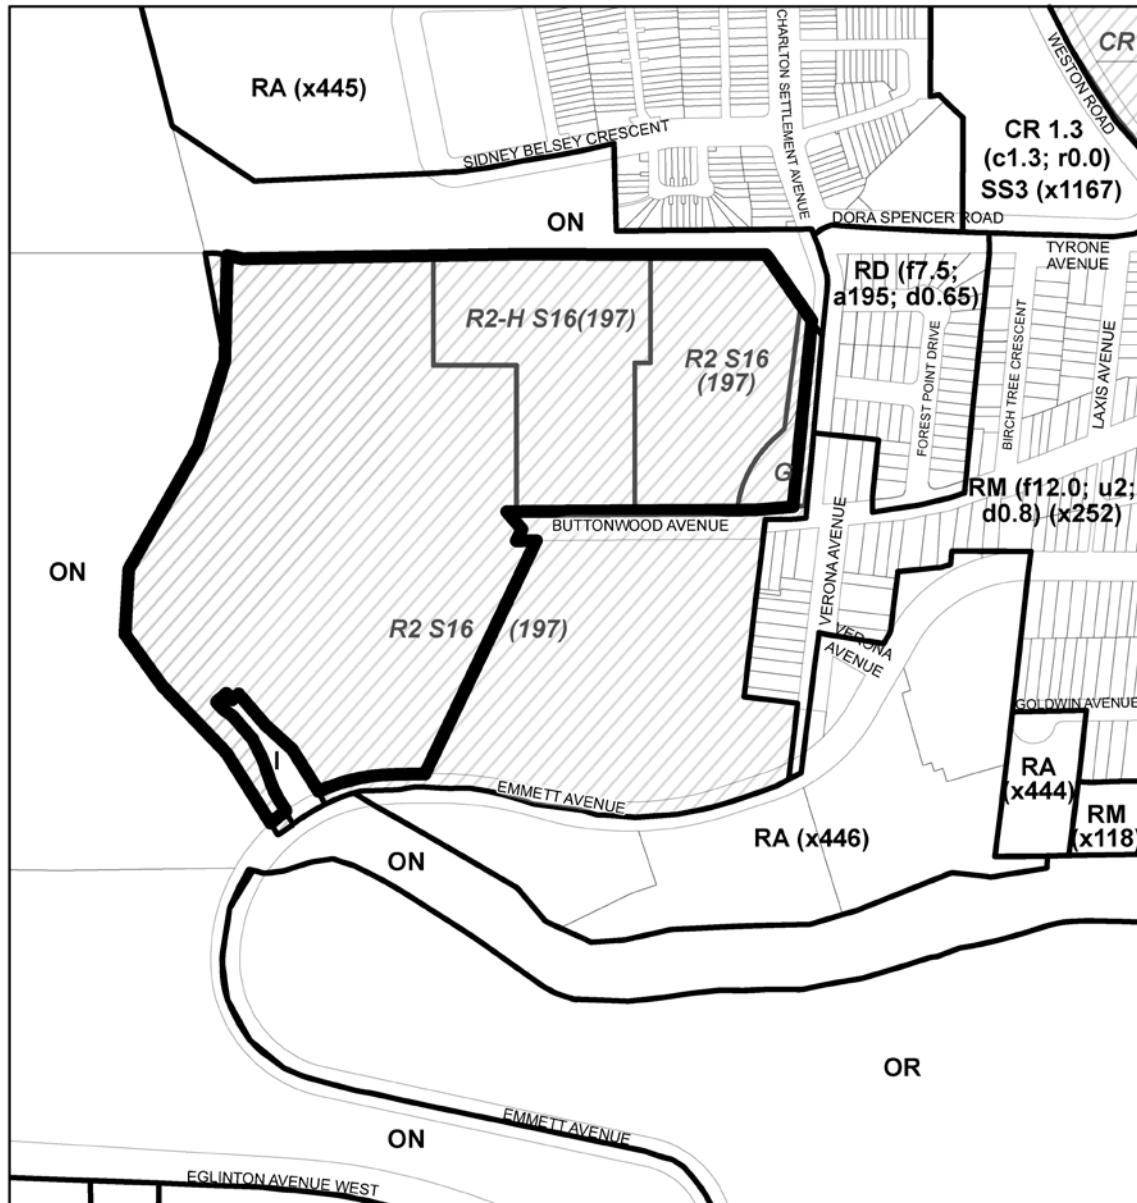 RA (x445)
CHARLTON SETTLEMENT AVENUE
WESTON ROAD
CR
SIDNEY BELSEY CRESCENT
CR 1.3
(c1.3; r0.0)
SS3 (x1167)
ON
DORA SPENCER ROAD
TYRONE
AVENUE
RD (f7.5;
a195; d0.65)
R2-H S16(197)
R2 S16
(197)
FOREST POINT DRIVE
BIRCH TREE CRESCENT
LAXIS AVENUE
G
RM (f12.0; u2;
d0.8) (x252)
BUTTONWOOD AVENUE
VERONA AVENUE
ON
R2 S16 (197)
VERONA
AVENUE
GOLDWIN AVENUE
I
RA
(x444)
EMMETT AVENUE
RM
(x118)
RA (x446)
ON
OR
EMMETT AVENUE
ON
EGLINTON AVENUE WEST